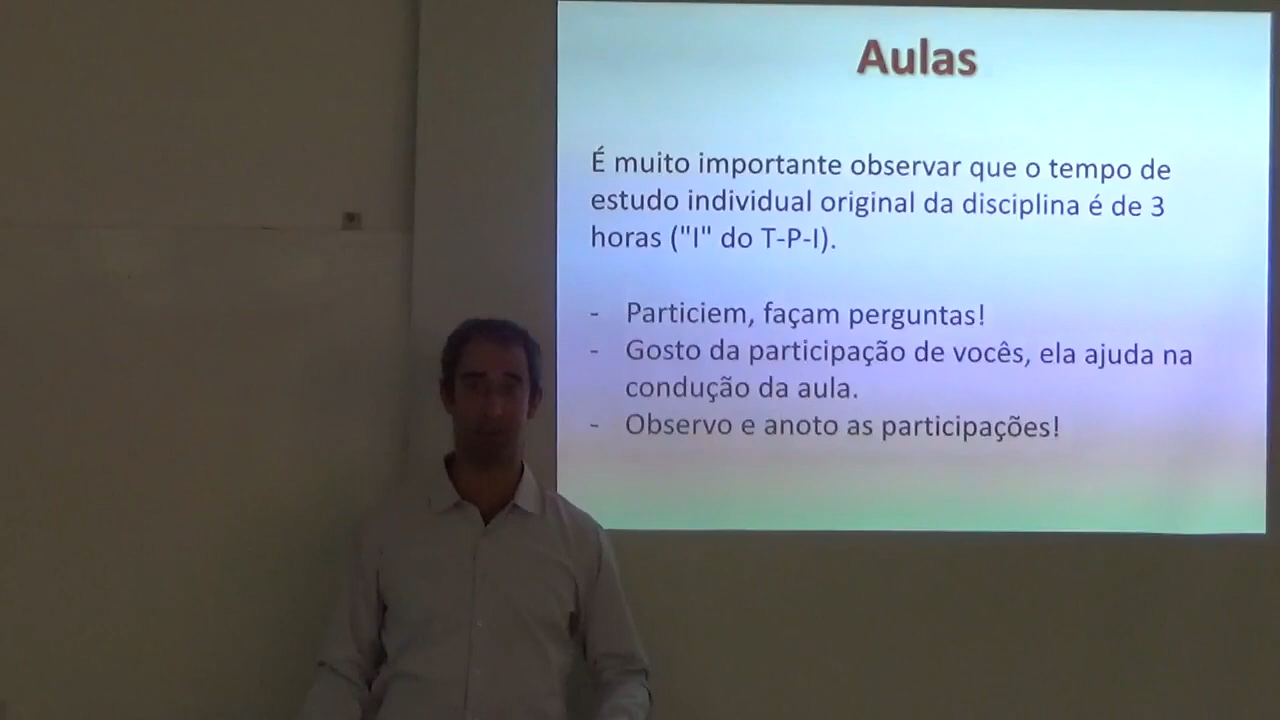 Aulas
É muito importante observar que o tempo de
estudo individual original da disciplina é de 3
horas ("I" do T-P-I).
- Particiem, façam perguntas!
- Gosto da participação de vocês, ela ajuda na
condução da aula.
- Observo e anoto as participações!